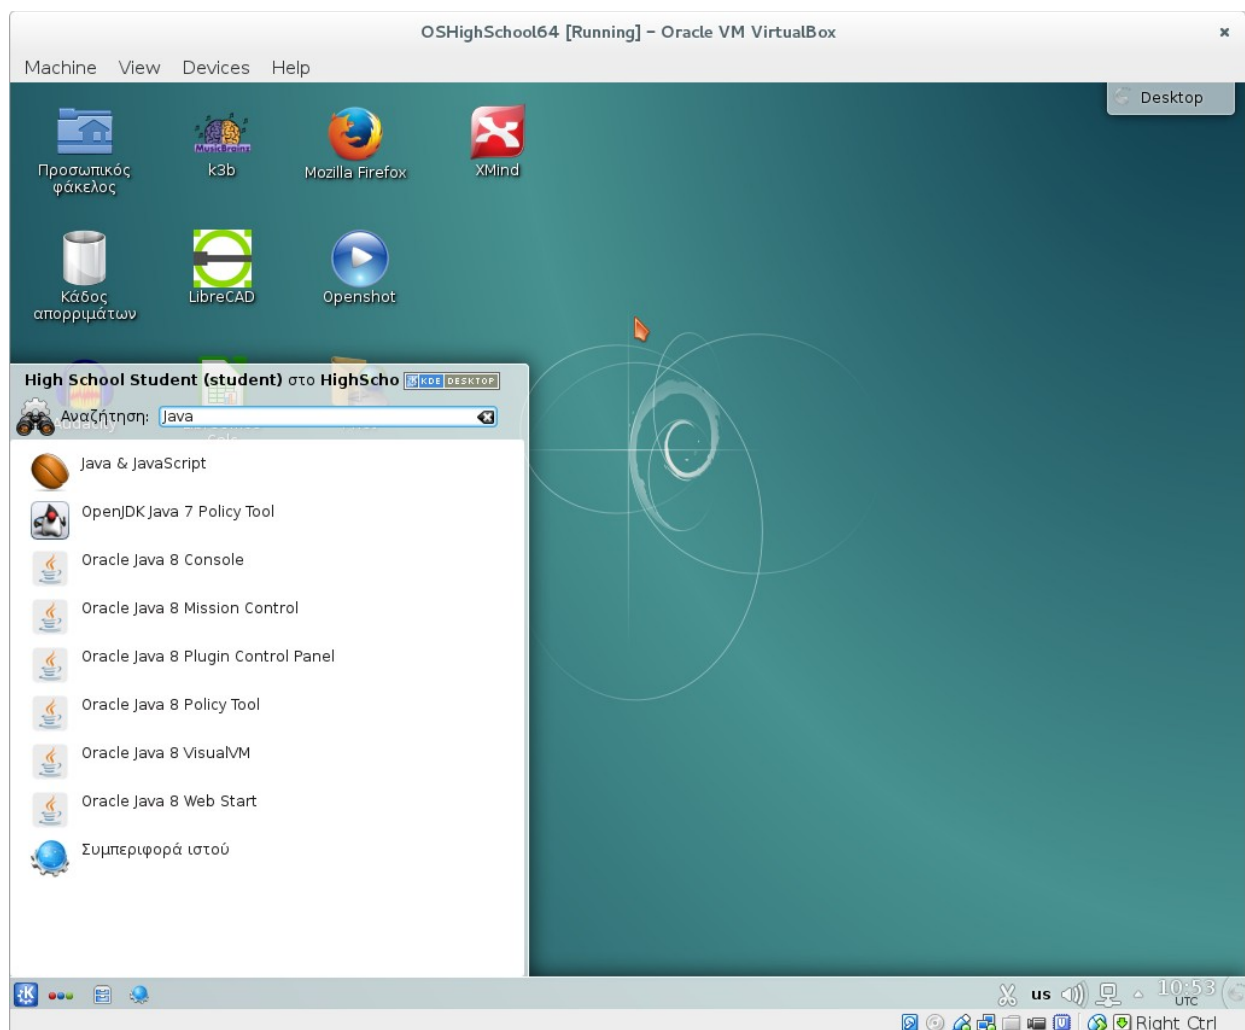 OSHighSchool64 [Running] – Oracle VM VirtualBox
Machine View Devices Help
Desktop
Προσωπικός
φάκελος
MusicBrainz
k3b
Mozilla Firefox
XMind
Κάδος
απορριμάτων
LibreCAD
Openshot
High School Student (student) στο HighScho
KDE DESKTOP
Αναζήτηση: Java
Audacity
Calc
Java & JavaScript
OpenJDK Java 7 Policy Tool
Oracle Java 8 Console
Oracle Java 8 Mission Control
Oracle Java 8 Plugin Control Panel
Oracle Java 8 Policy Tool
Oracle Java 8 VisualVM
Oracle Java 8 Web Start
Συμπεριφορά ιστού
us
10:53
UTC
Right Ctrl